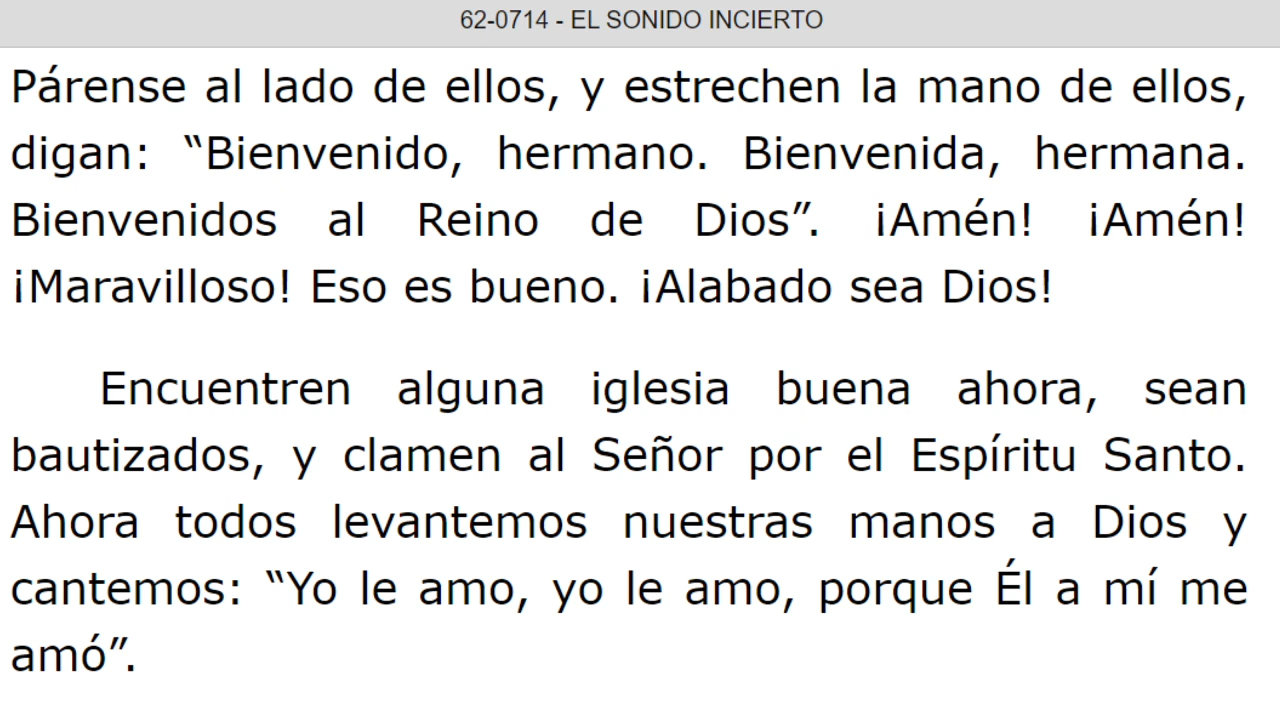 62-0714 - EL SONIDO INCIERTO
Párense al lado de ellos, y estrechen la mano de ellos,
digan: “Bienvenido, hermano. Bienvenida, hermana.
Bienvenidos al Reino de Dios”. ¡Amén! ¡Amén!
¡Maravilloso! Eso es bueno. ¡Alabado sea Dios!
Encuentren alguna iglesia buena ahora, sean
bautizados, y clamen al Señor por el Espíritu Santo.
Ahora todos levantemos nuestras manos a Dios y
cantemos: “Yo le amo, yo le amo, porque Él a mí me
amó”.